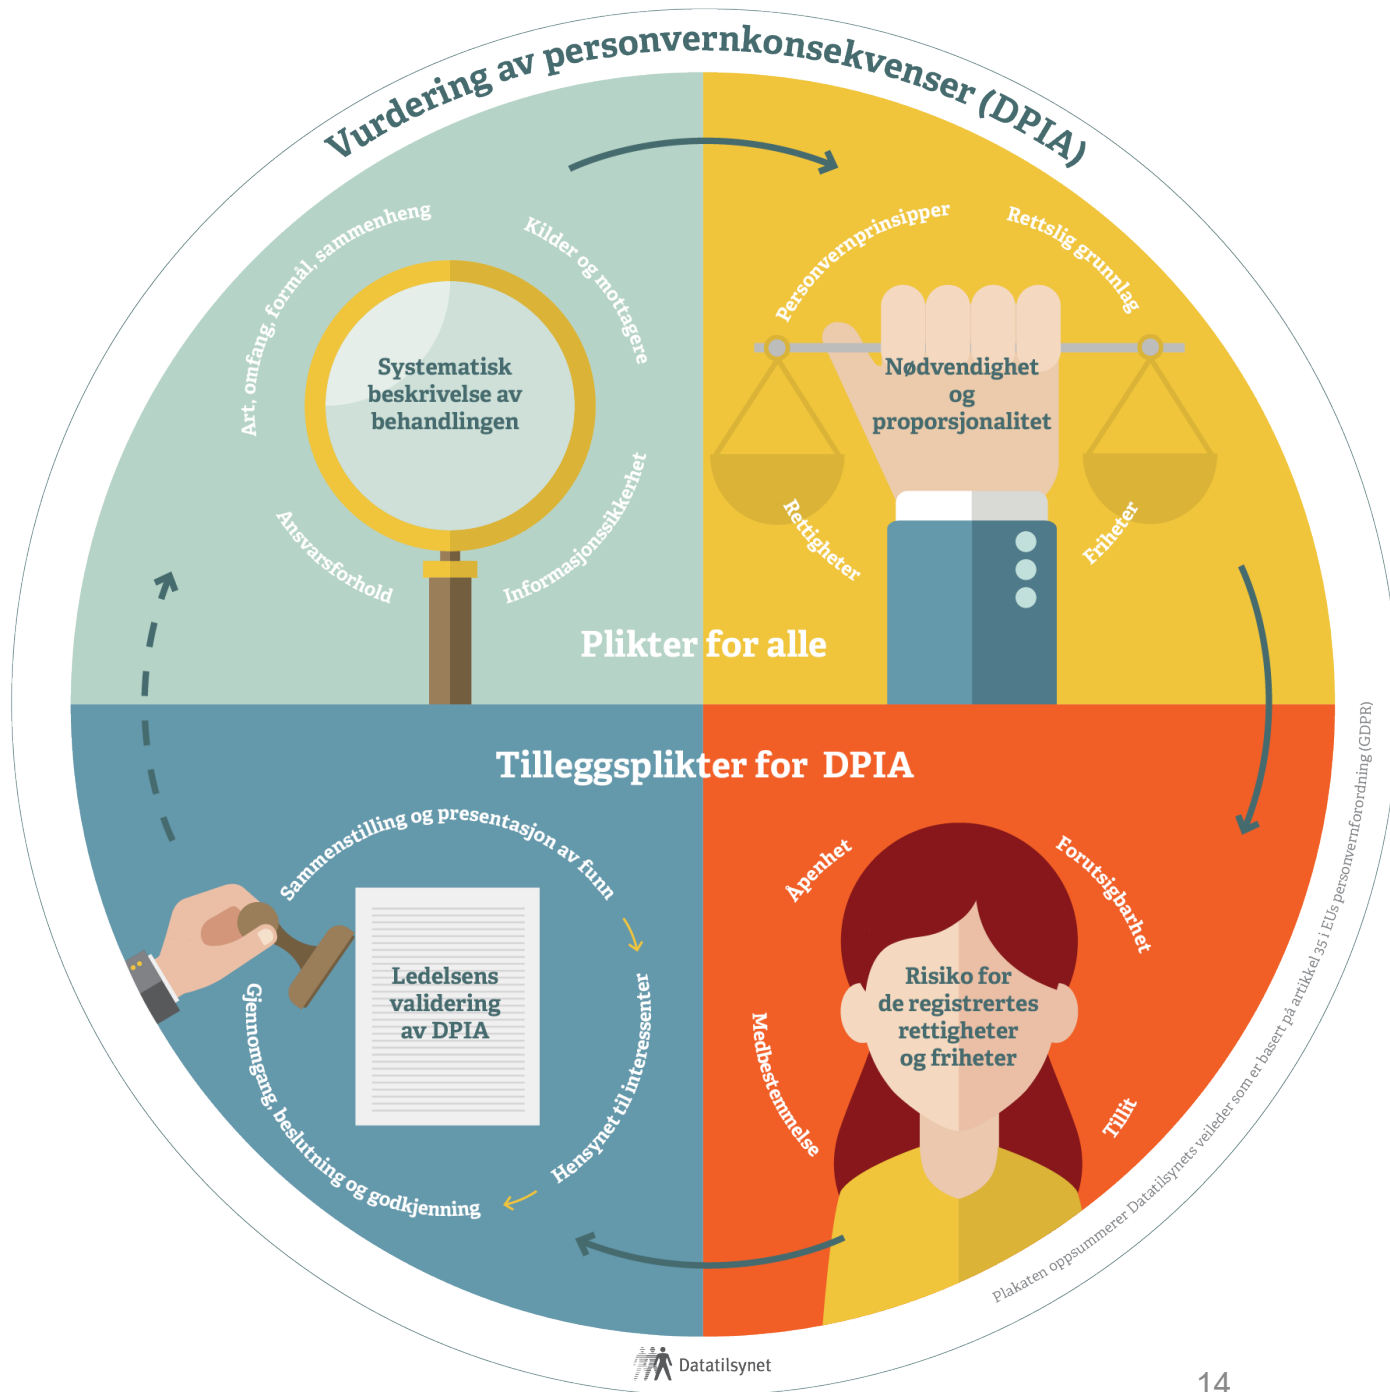 Vurdering av personvernkonsekvenser (DPIA)
Art, omfang, formål, sammenheng
Kilder og mottagere
Systematisk
beskrivelse av
behandlingen
Ansvarsforhold
Informasjonssikkerhet
Personvernprinsipper
Rettslig grunnlag
Nødvendighet
og
proporsjonalitet
Rettigheter
Friheter
Plikter for alle
Tilleggsplikter for DPIA
Sammenstilling og presentasjon av funn
Ledelsens
validering
av DPIA
Hensynet til interessenter
Gjennomgang, beslutning og godkjenning
Åpenhet
Forutsigbarhet
Risiko for
de registrertes
rettigheter
og friheter
Medbestemmelse
Tillit
Plakaten oppsummerer Datatilsynets veileder som er basert på artikkel 35 i EUs personvernforordning (GDPR)
Datatilsynet
14